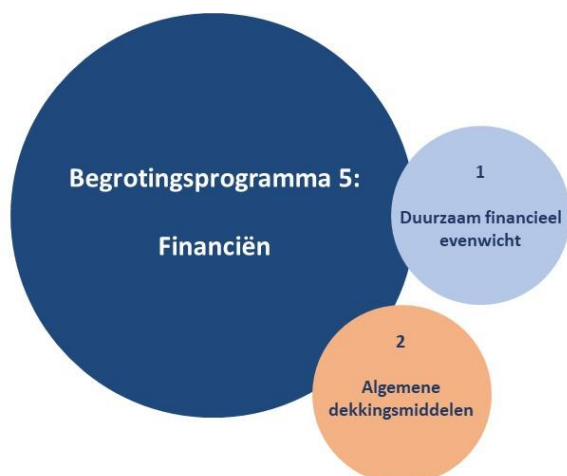 Begrotingsprogramma 5:
Financiën
1
Duurzaam financieel
evenwicht
2
Algemene
dekkingsmiddelen